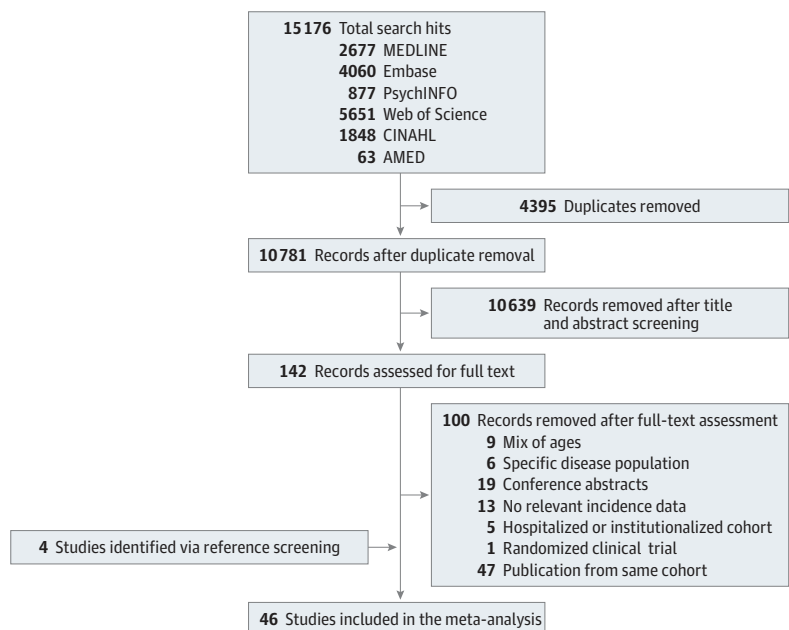 15176 Total search hits
2677 MEDLINE
4060 Embase
877 PsychINFO
5651 Web of Science
1848 CINAHL
63 AMED
4395 Duplicates removed
10781 Records after duplicate removal
10639 Records removed after title
and abstract screening
142 Records assessed for full text
100 Records removed after full-text assessment
9 Mix of ages
6 Specific disease population
19 Conference abstracts
13 No relevant incidence data
5 Hospitalized or institutionalized cohort
1 Randomized clinical trial
47 Publication from same cohort
4 Studies identified via reference screening
46 Studies included in the meta-analysis